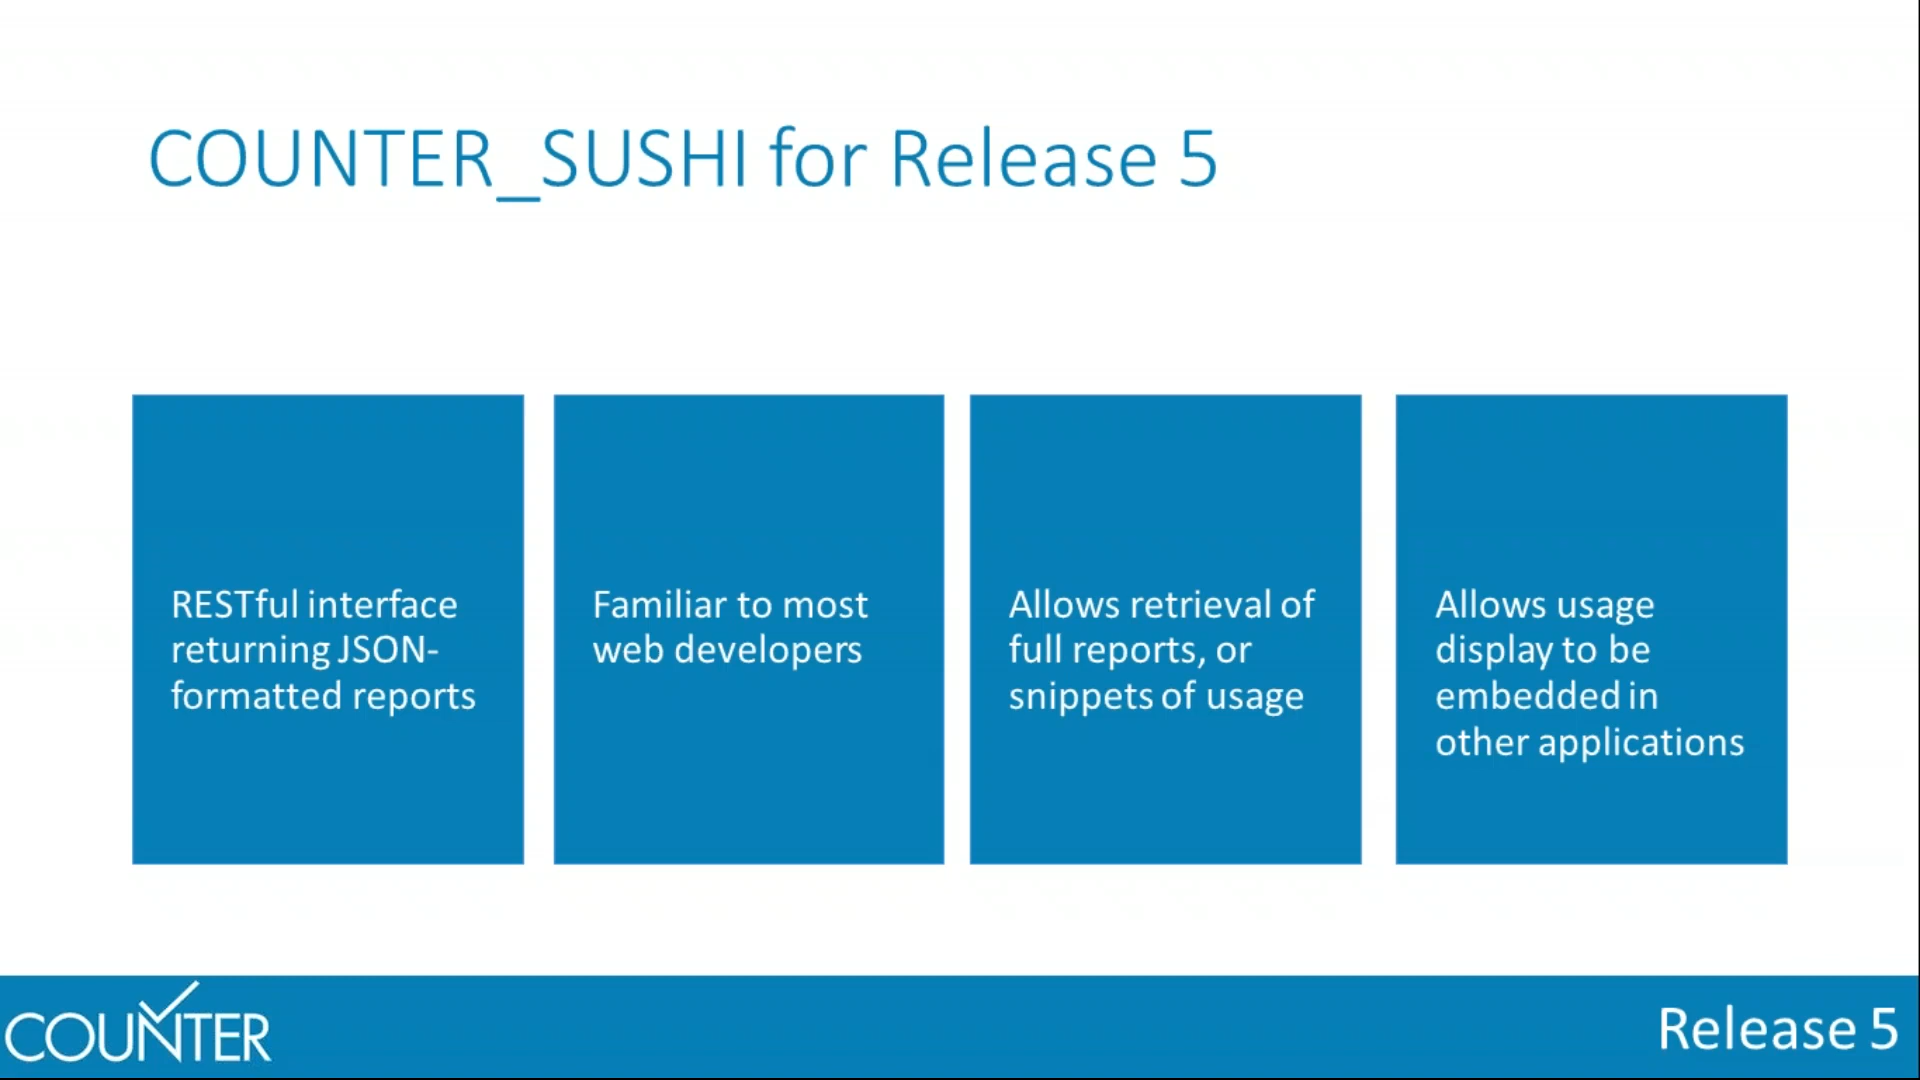 COUNTER_SUSHI for Release 5
RESTful interface
returning JSON-
formatted reports
Familiar to most
web developers
Allows retrieval of
full reports, or
snippets of usage
Allows usage
display to be
embedded in
other applications
COUNTER
Release 5